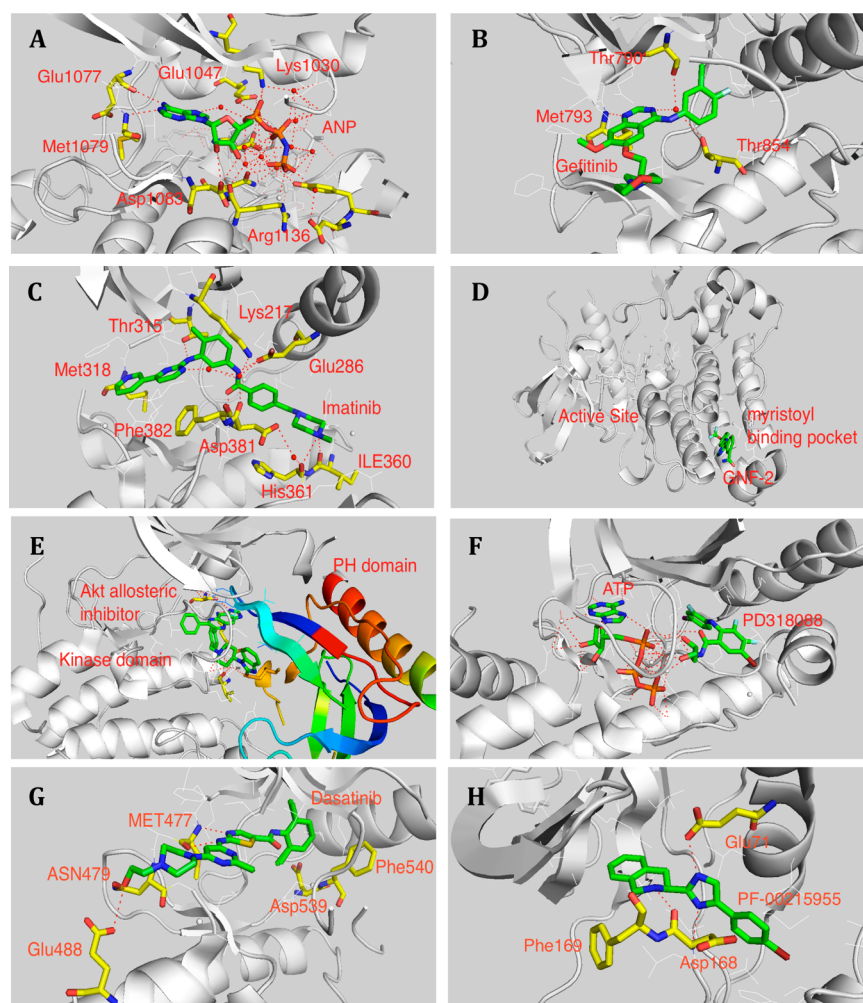 A
Glu1077
Glu1047
Lys1030
ANP
Met1079
Asp1083
Arg1136
B
Thr790
Met793
Thr854
Gefitinib
C
Lys217
Thr315
Glu286
Met318
Imatinib
Phe382
Asp381
ILE360
His361
D
Active Site
myristoyl
binding pocket
GNF-2
E
PH domain
Akt allosteric
inhibitor
Kinase domain
F
ATP
PD318088
G
Dasatinib
MET477
Phe540
ASN479
Asp539
Glu488
H
Glu71
PF-00215955
Phe169
Asp168